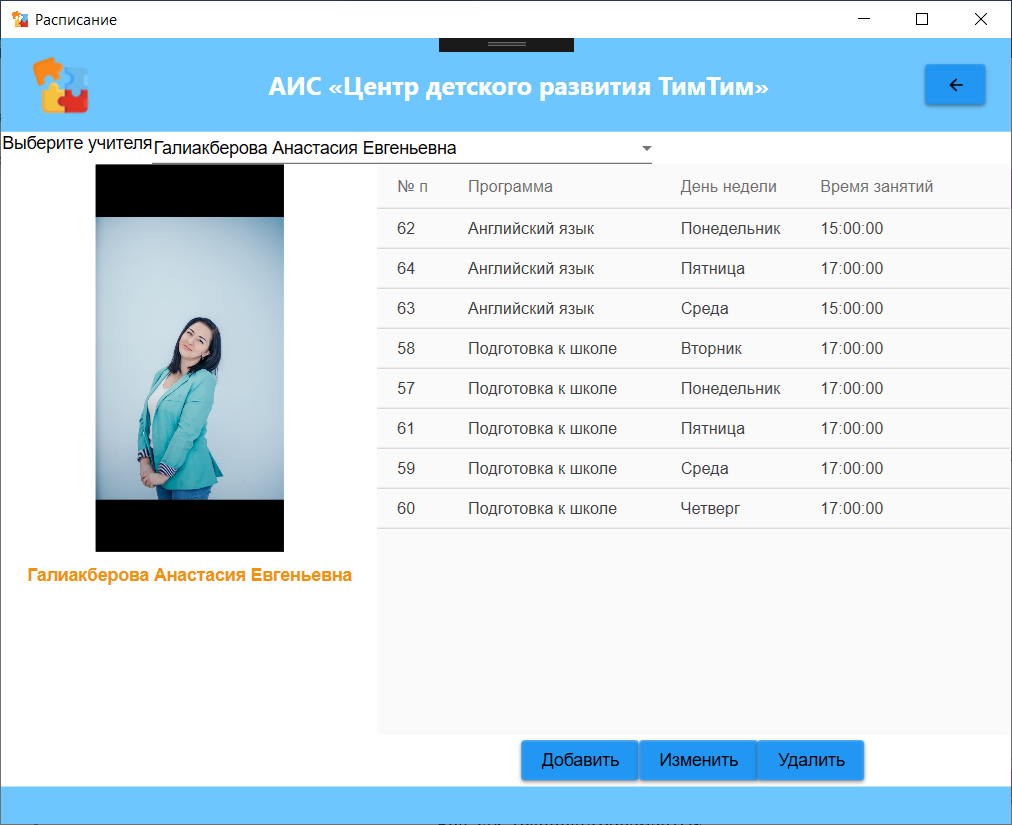 Расписание
АИС «Центр детского развития ТимТим»
Выберите учителя Галиакберова Анастасия Евгеньевна
№ п Программа День недели Время занятий
62 Английский язык Понедельник 15:00:00
64 Английский язык Пятница 17:00:00
63 Английский язык Среда 15:00:00
58 Подготовка к школе Вторник 17:00:00
57 Подготовка к школе Понедельник 17:00:00
61 Подготовка к школе Пятница 17:00:00
59 Подготовка к школе Среда 17:00:00
60 Подготовка к школе Четверг 17:00:00
Галиакберова Анастасия Евгеньевна
Добавить Изменить Удалить